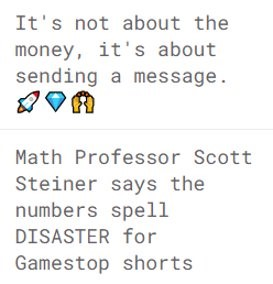 It's not about the
money, it's about
sending a message.
🚀💎🙌
Math Professor Scott
Steiner says the
numbers spell
DISASTER for
Gamestop shorts